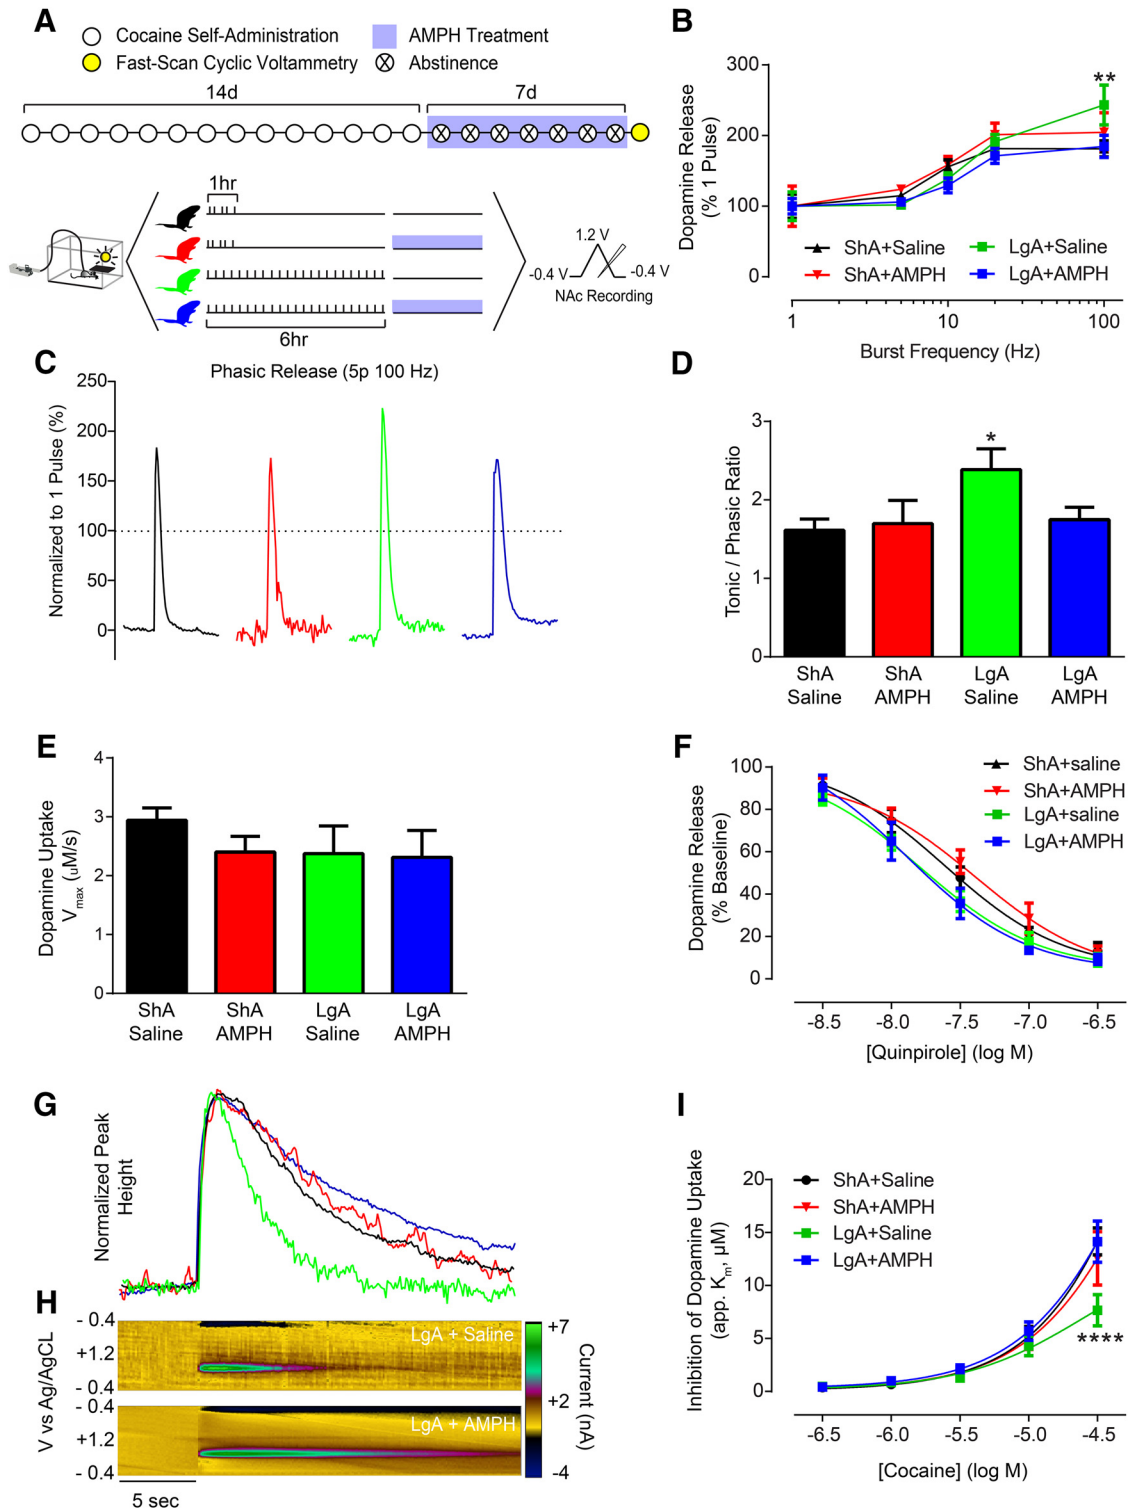 A
Cocaine Self-Administration
AMPH Treatment
Fast-Scan Cyclic Voltammetry
Abstinence
14d
7d
1hr
6hr
1.2 V
-0.4 V
-0.4 V
NAc Recording
B
Dopamine Release
(% 1 Pulse)
300
200
100
0
**
ShA+Saline
ShA+AMPH
LgA+Saline
LgA+AMPH
1
10
100
Burst Frequency (Hz)
C
Phasic Release (5p 100 Hz)
Normalized to 1 Pulse (%)
250
200
150
100
50
0
D
Tonic / Phasic Ratio
3
2
1
0
*
ShA
Saline
ShA
AMPH
LgA
Saline
LgA
AMPH
E
Dopamine Uptake
Vmax (uM/s)
4
3
2
1
0
ShA
Saline
ShA
AMPH
LgA
Saline
LgA
AMPH
F
Dopamine Release
(% Baseline)
100
80
60
40
20
0
ShA+saline
ShA+AMPH
LgA+saline
LgA+AMPH
-8.5
-8.0
-7.5
-7.0
-6.5
[Quinpirole] (log M)
G
Normalized Peak
Height
H
V vs Ag/AgCL
- 0.4
+1.2
- 0.4
- 0.4
+1.2
- 0.4
LgA + Saline
LgA + AMPH
+7
+2
-4
Current (nA)
5 sec
I
Inhibition of Dopamine Uptake
(app. Km, µM)
20
15
10
5
0
ShA+Saline
ShA+AMPH
LgA+Saline
LgA+AMPH
****
-6.5
-6.0
-5.5
-5.0
-4.5
[Cocaine] (log M)